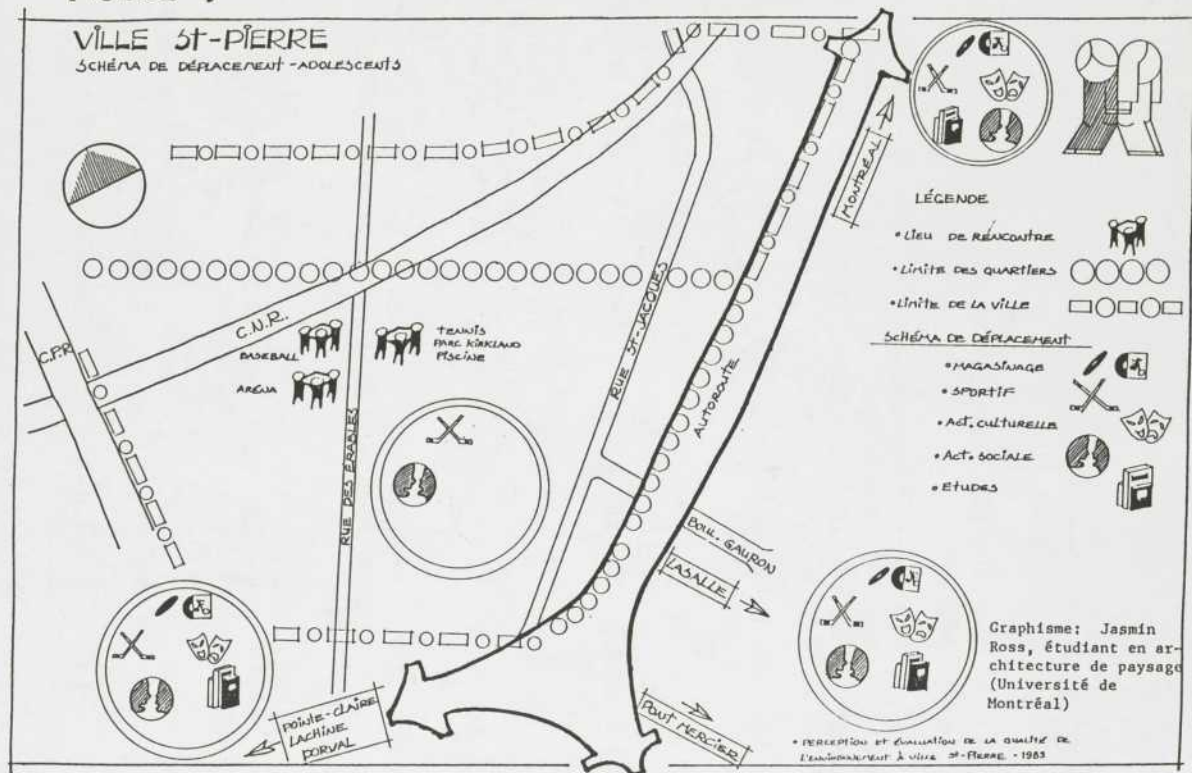 VILLE ST-PIERRE
SCHÉMA DE DÉPLACEMENT - ADOLESCENTS
MONTRÉAL
LÉGENDE
• LIEU DE RENCONTRE
• LIMITE DES QUARTIERS
• LIMITE DE LA VILLE
SCHÉMA DE DÉPLACEMENT
• MAGASINAGE
• SPORTIF
• ACT. CULTURELLE
• ACT. SOCIALE
• ETUDES
C.P.R.
C.N.R.
BASEBALL
ARÉNA
TENNIS
PARC KIRKLAND
PISCINE
RUE DES ERABLES
RUE ST-JACQUES
AUTOROUTE
BOUL. GAURON
LASALLE
PONT MERCIER
POINTE-CLAIRE
LACHINE
DORVAL
Graphisme: Jasmin
Ross, étudiant en ar-
chitecture de paysage
(Université de
Montréal)
• PERCEPTION ET ÉVALUATION DE LA QUALITÉ DE
L'ENVIRONNEMENT À VILLE ST-PIERRE - 1983